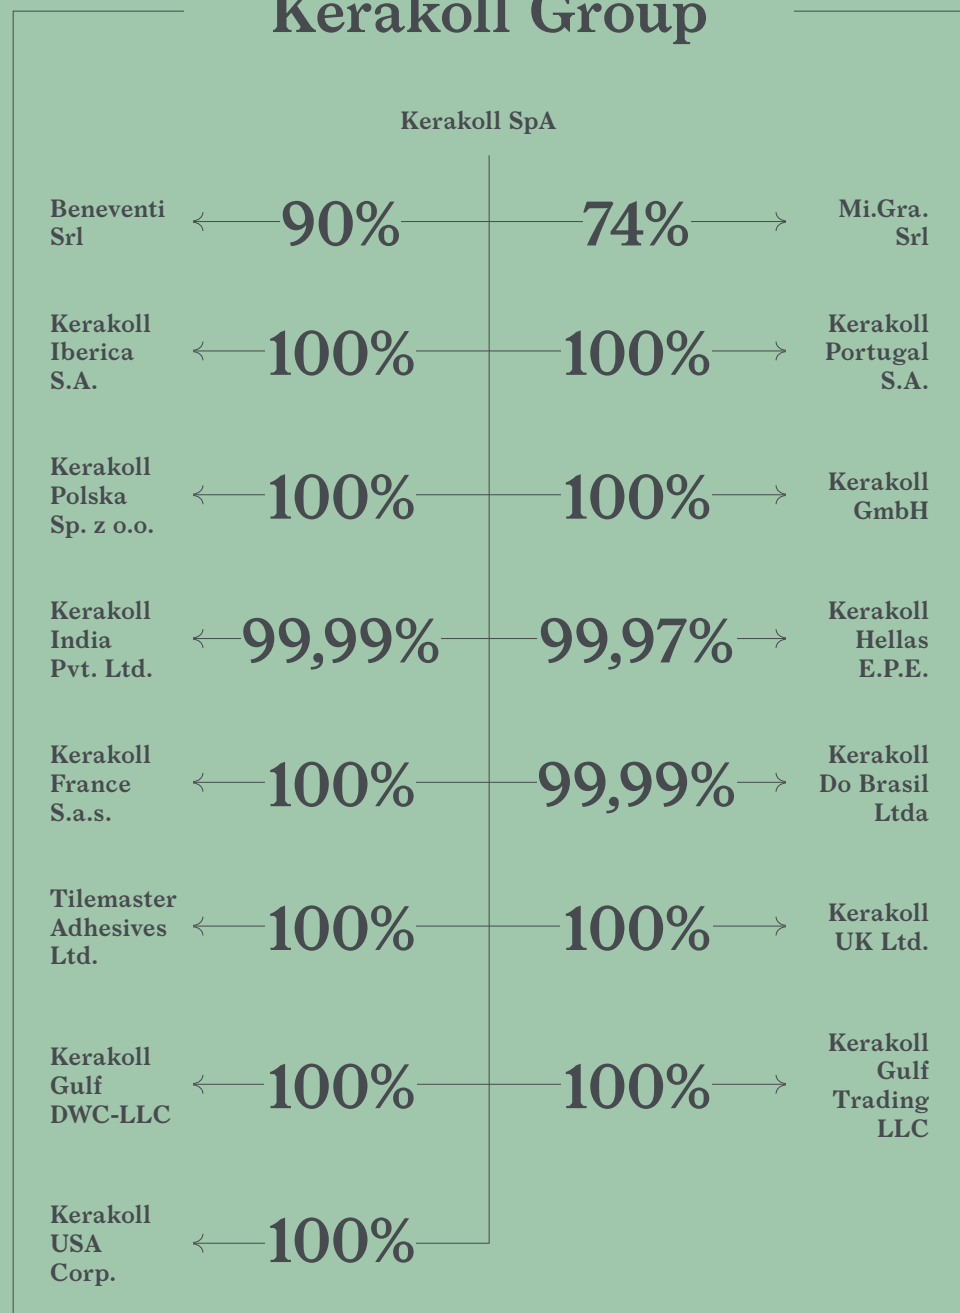 Kerakoll Group
Kerakoll SpA
Beneventi
Srl
90%
74%
Mi.Gra.
Srl
Kerakoll
Iberica
S.A.
100%
100%
Kerakoll
Portugal
S.A.
Kerakoll
Polska
Sp. z o.o.
100%
100%
Kerakoll
GmbH
Kerakoll
India
Pvt. Ltd.
99,99%
99,97%
Kerakoll
Hellas
E.P.E.
Kerakoll
France
S.a.s.
100%
99,99%
Kerakoll
Do Brasil
Ltda
Tilemaster
Adhesives
Ltd.
100%
100%
Kerakoll
UK Ltd.
Kerakoll
Gulf
DWC-LLC
100%
100%
Kerakoll
Gulf
Trading
LLC
Kerakoll
USA
Corp.
100%